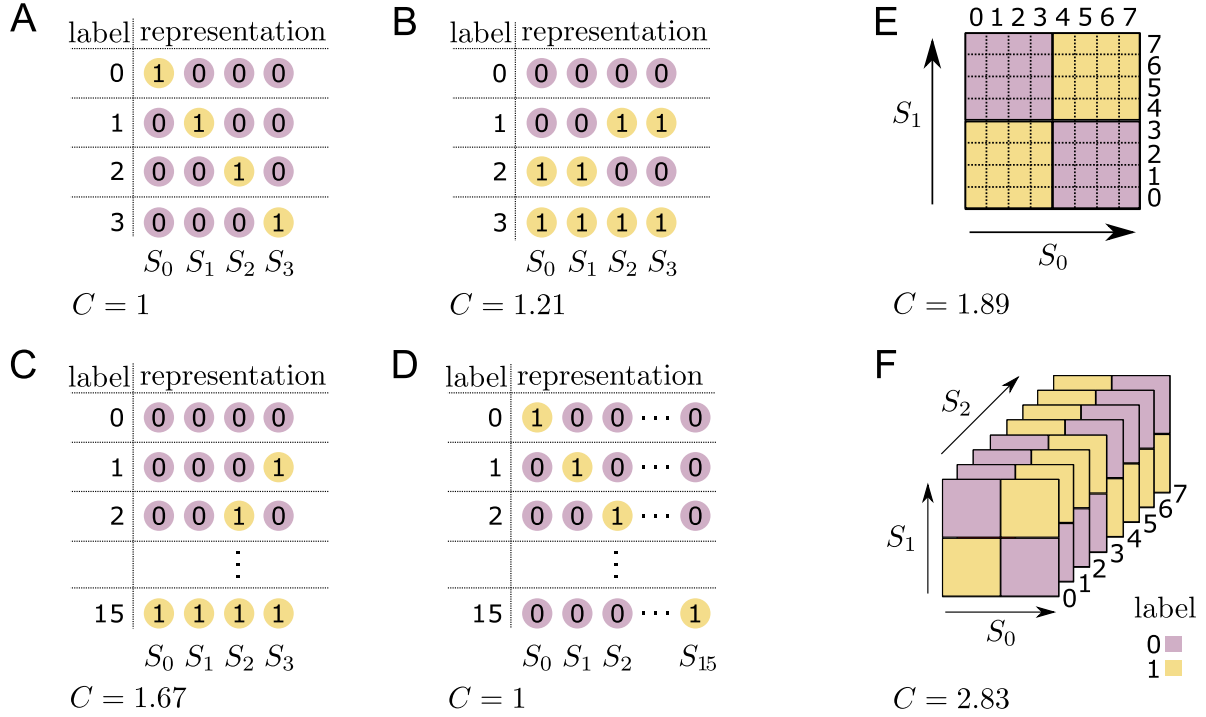 A
label representation
0 1 0 0 0
1 0 1 0 0
2 0 0 1 0
3 0 0 0 1
S0 S1 S2 S3
C = 1
B
label representation
0 0 0 0 0
1 0 0 1 1
2 1 1 0 0
3 1 1 1 1
S0 S1 S2 S3
C = 1.21
E
0 1 2 3 4 5 6 7
7
6
5
4
3
2
1
0
S1
S0
C = 1.89
C
label representation
0 0 0 0 0
1 0 0 0 1
2 0 0 1 0
⋮
15 1 1 1 1
S0 S1 S2 S3
C = 1.67
D
label representation
0 1 0 0 ··· 0
1 0 1 0 ··· 0
2 0 0 1 ··· 0
⋮
15 0 0 0 ··· 1
S0 S1 S2 S15
C = 1
F
S2
S1
7
6
5
4
3
2
1
0
S0
label
0
1
C = 2.83